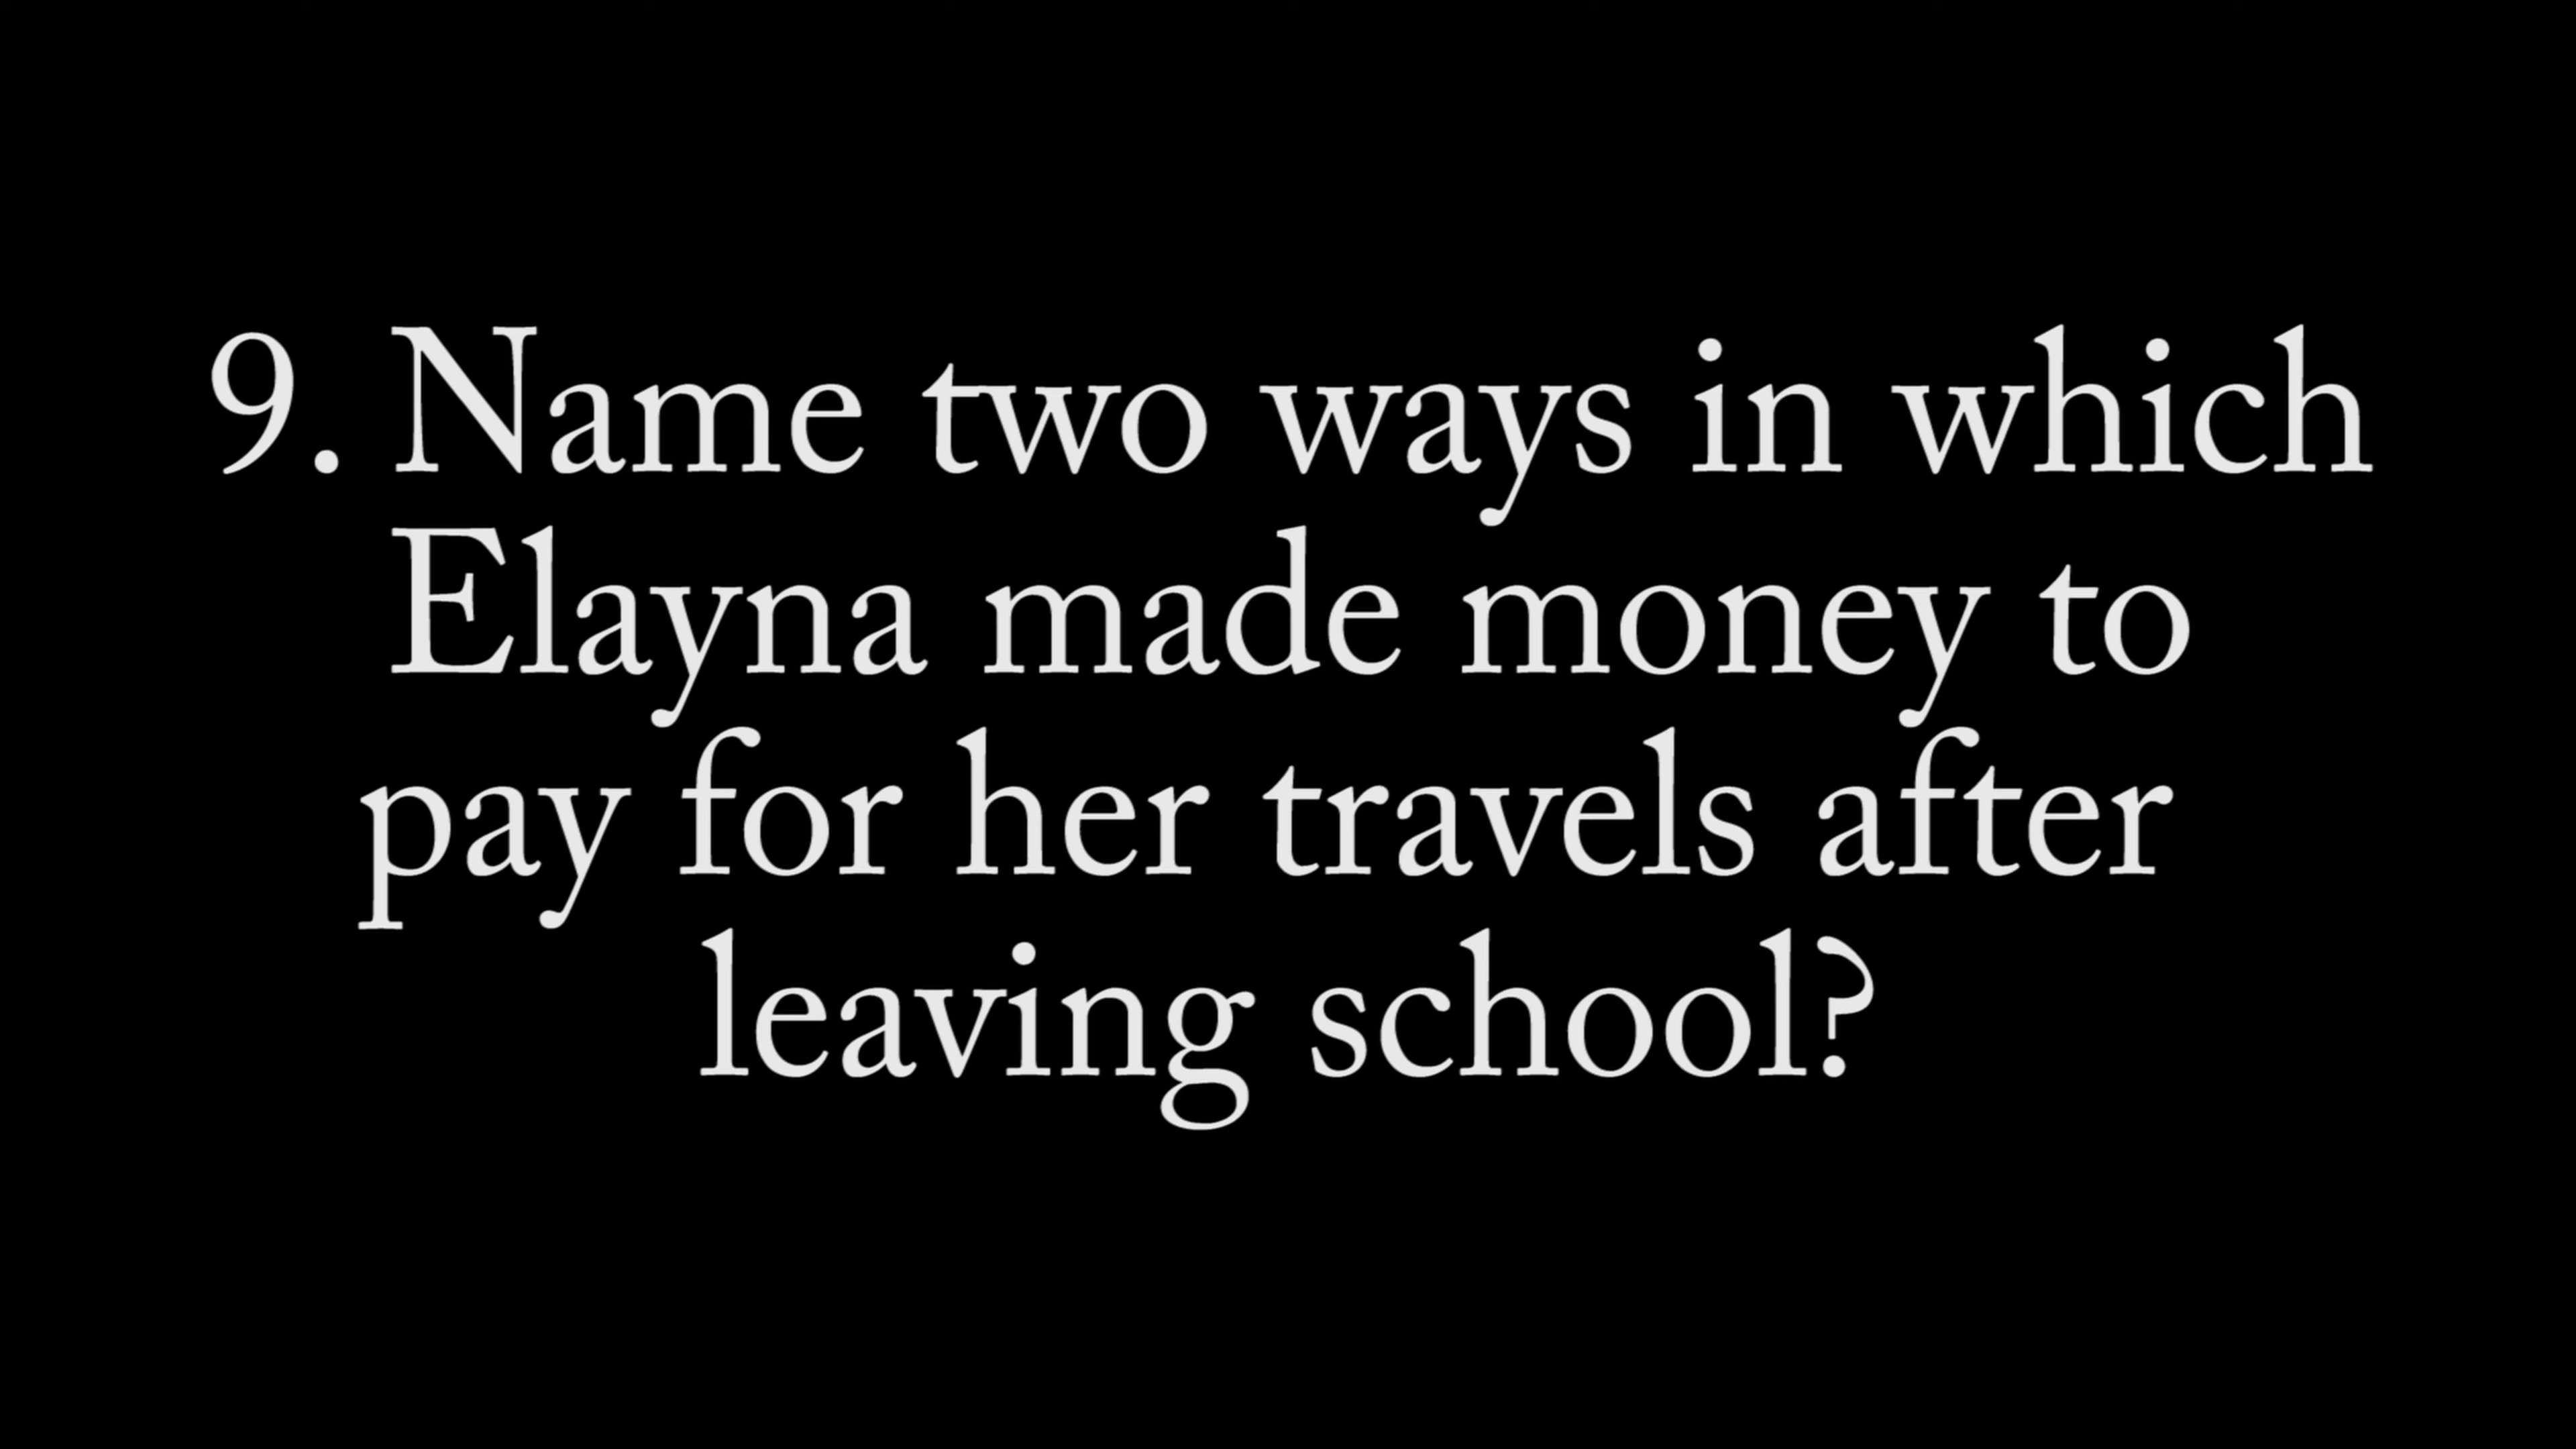 9. Name two ways in which
Elayna made money to
pay for her travels after
leaving school?